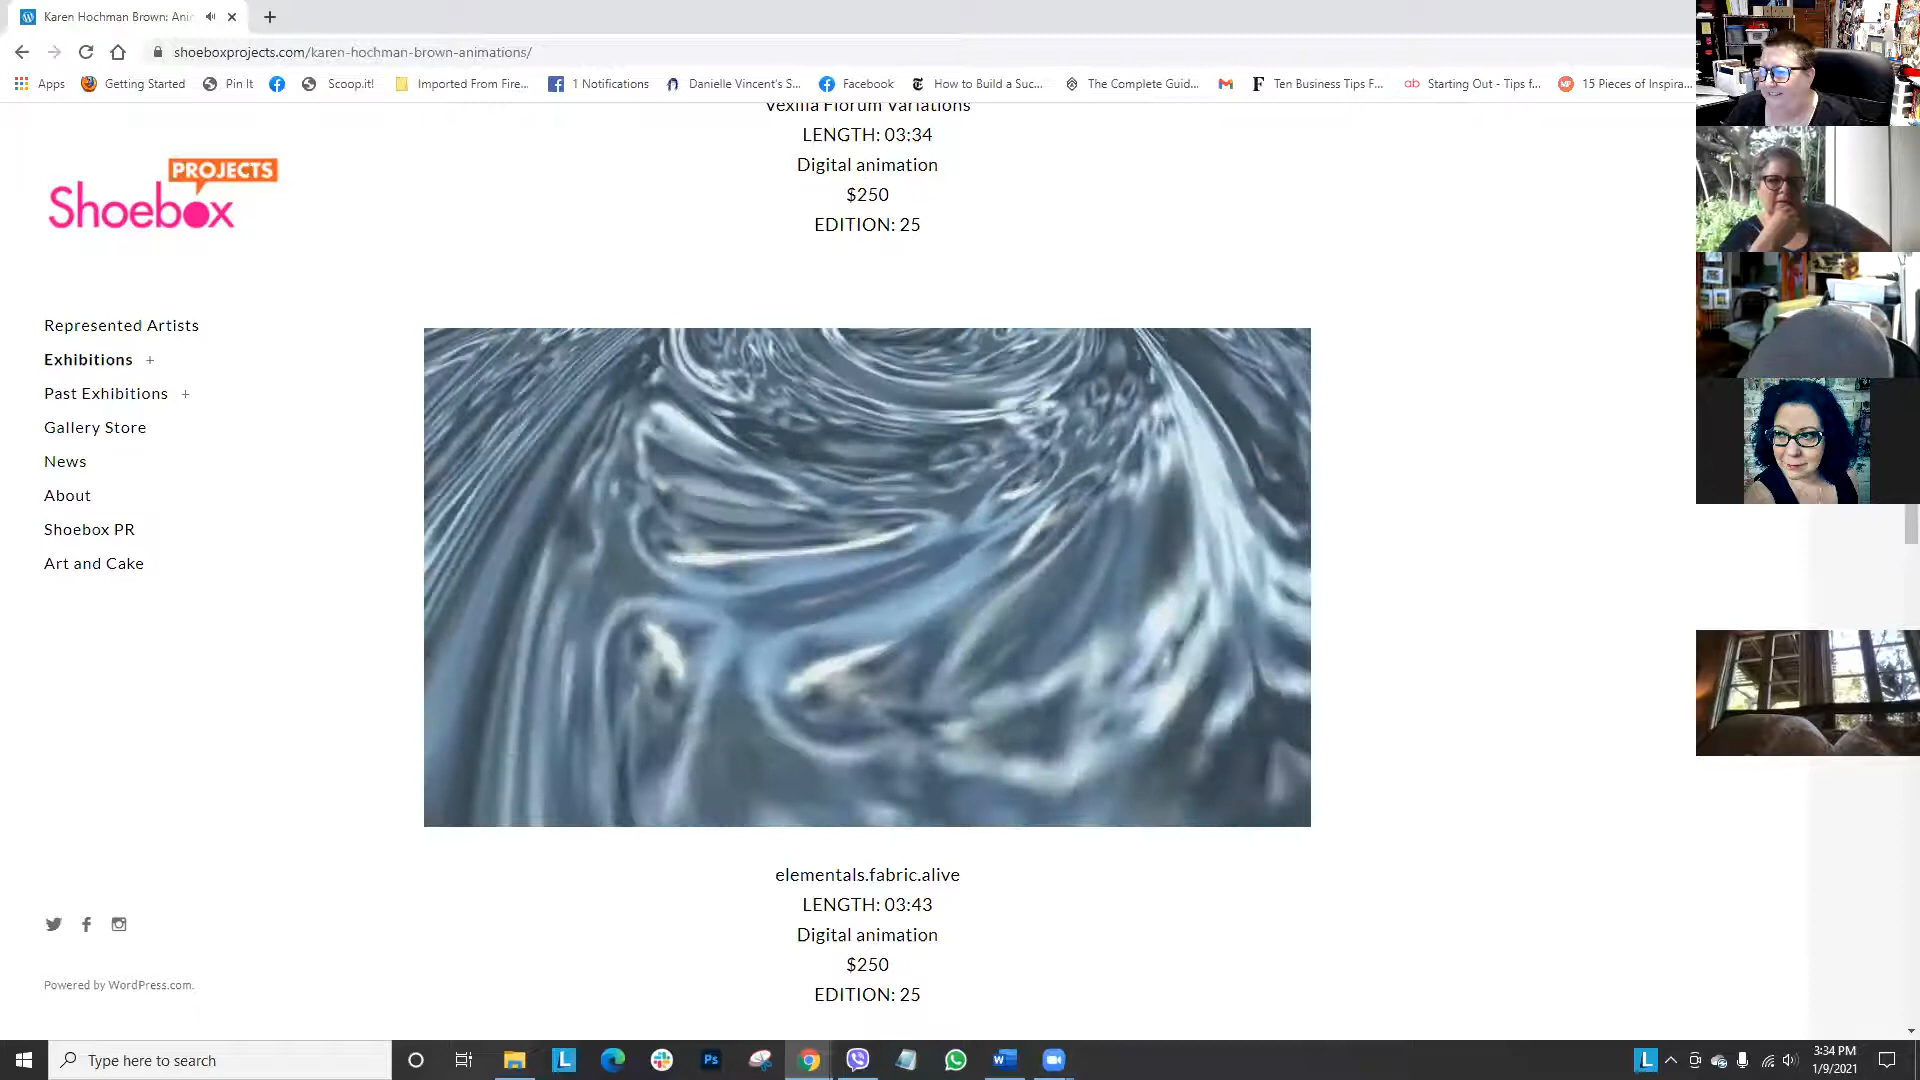 Karen Hochman Brown: Ani
shoeboxprojects.com/karen-hochman-brown-animations/
Apps
Getting Started
Pin It
Scoop.it!
Imported From Fire...
1 Notifications
Danielle Vincent's S...
Facebook
How to Build a Suc...
The Complete Guid...
Ten Business Tips F...
Starting Out - Tips f...
15 Pieces of Inspira...
PROJECTS
Shoebox
Represented Artists
Exhibitions +
Past Exhibitions +
Gallery Store
News
About
Shoebox PR
Art and Cake
Powered by WordPress.com.
Vexilla Florum Variations
LENGTH: 03:34
Digital animation
$250
EDITION: 25
elementals.fabric.alive
LENGTH: 03:43
Digital animation
$250
EDITION: 25
Type here to search
3:34 PM
1/9/2021